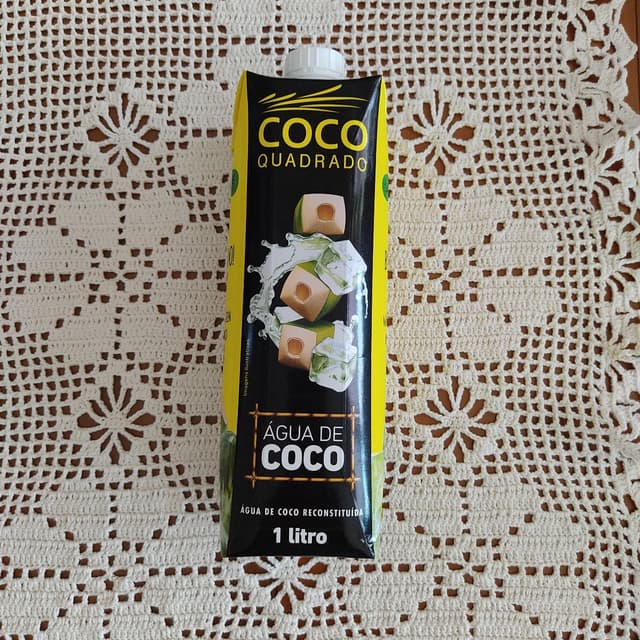 COCO
QUADRADO
ÁGUA DE
COCO
ÁGUA DE COCO RECONSTITUÍDA
1 litro